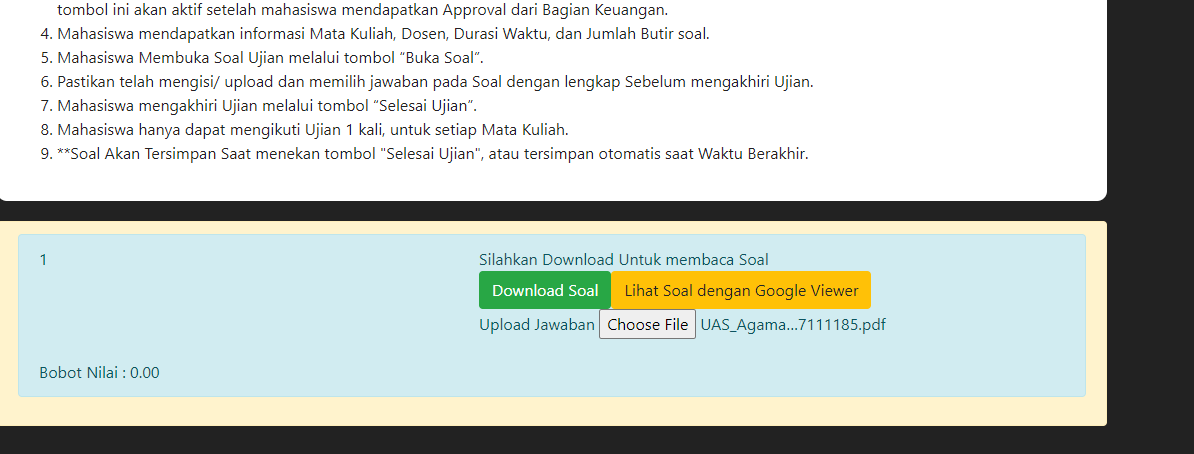 tombol ini akan aktif setelah mahasiswa mendapatkan Approval dari Bagian Keuangan.
4. Mahasiswa mendapatkan informasi Mata Kuliah, Dosen, Durasi Waktu, dan Jumlah Butir soal.
5. Mahasiswa Membuka Soal Ujian melalui tombol “Buka Soal”.
6. Pastikan telah mengisi/ upload dan memilih jawaban pada Soal dengan lengkap Sebelum mengakhiri Ujian.
7. Mahasiswa mengakhiri Ujian melalui tombol “Selesai Ujian”.
8. Mahasiswa hanya dapat mengikuti Ujian 1 kali, untuk setiap Mata Kuliah.
9. **Soal Akan Tersimpan Saat menekan tombol "Selesai Ujian", atau tersimpan otomatis saat Waktu Berakhir.
1
Silahkan Download Untuk membaca Soal
Download Soal Lihat Soal dengan Google Viewer
Upload Jawaban Choose File UAS_Agama...7111185.pdf
Bobot Nilai : 0.00